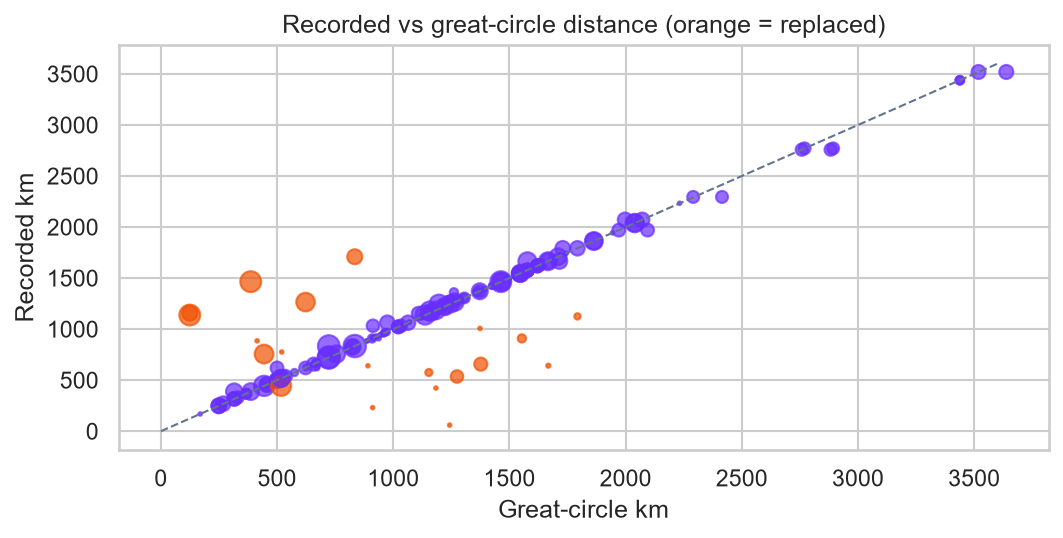 Recorded vs great-circle distance (orange = replaced)
3500
3000
2500
2000
1500
1000
500
0
Recorded km
0 500 1000 1500 2000 2500 3000 3500
Great-circle km